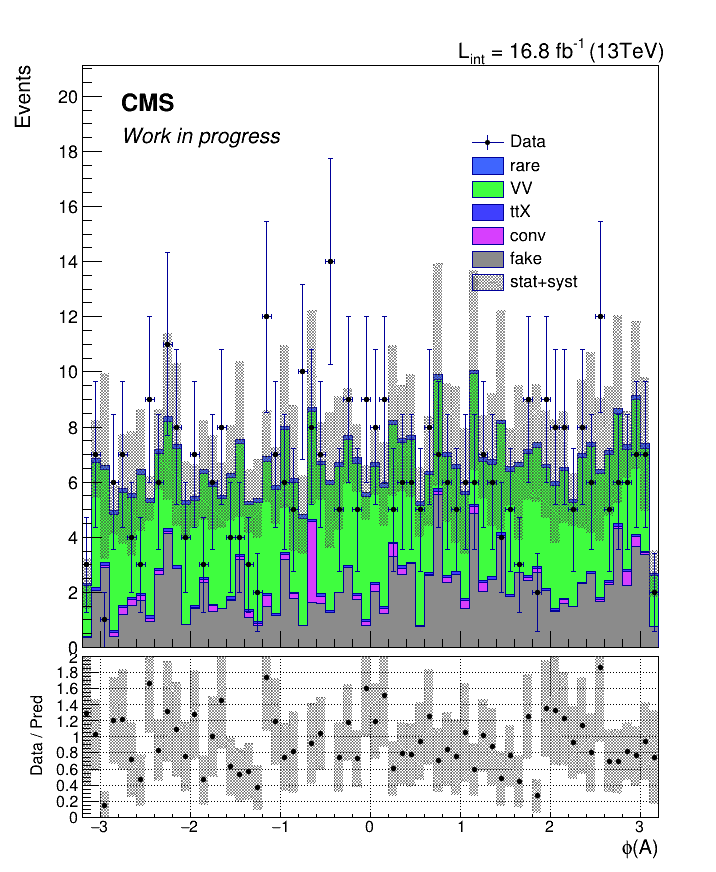 L_int = 16.8 fb^-1 (13TeV)
Events
CMS
Work in progress
Data
rare
VV
ttX
conv
fake
stat+syst
20
18
16
14
12
10
8
6
4
2
0
Data / Pred
2
1.8
1.6
1.4
1.2
1
0.8
0.6
0.4
0.2
0
−3 −2 −1 0 1 2 3
ϕ(A)